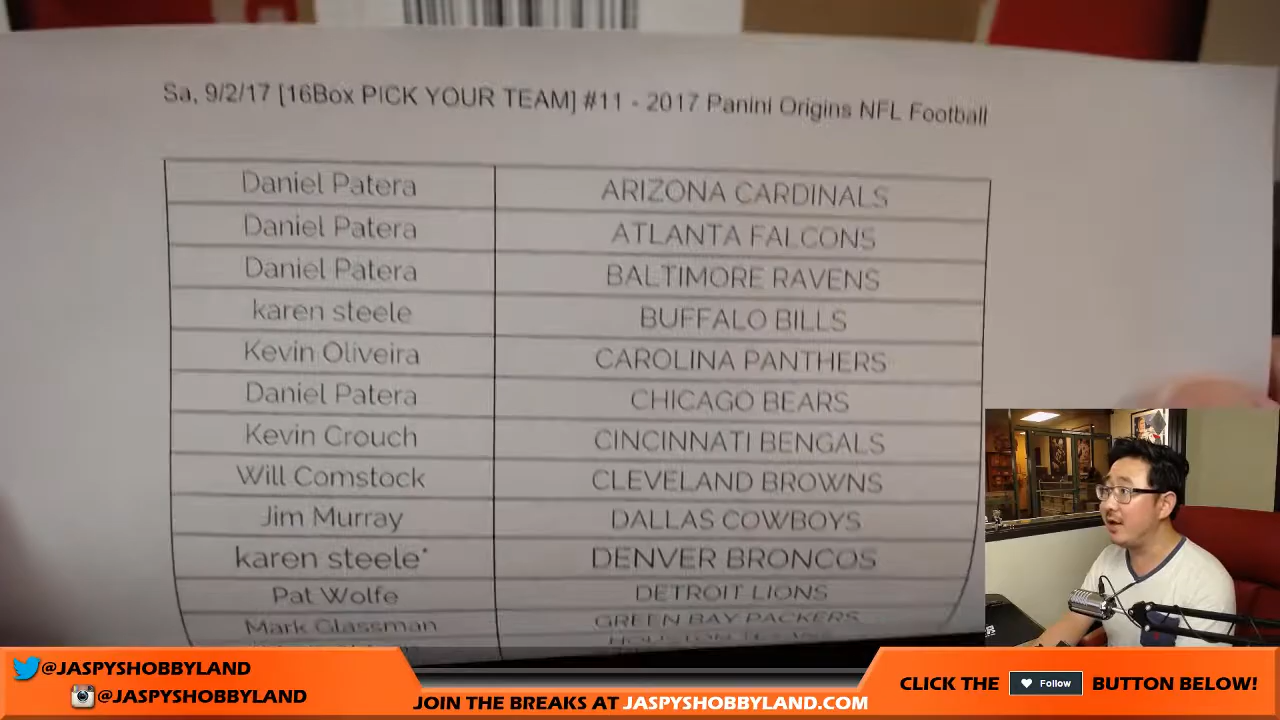 Sa, 9/2/17 [16Box PICK YOUR TEAM] #11 - 2017 Panini Origins NFL Football
Daniel Patera ARIZONA CARDINALS
Daniel Patera ATLANTA FALCONS
Daniel Patera BALTIMORE RAVENS
karen steele BUFFALO BILLS
Kevin Oliveira CAROLINA PANTHERS
Daniel Patera CHICAGO BEARS
Kevin Crouch CINCINNATI BENGALS
Will Comstock CLEVELAND BROWNS
Jim Murray DALLAS COWBOYS
karen steele* DENVER BRONCOS
Pat Wolfe DETROIT LIONS
Mark Glassman GREEN BAY PACKERS
HOUSTON TEXANS
@JASPYSHOBBYLAND
@JASPYSHOBBYLAND
JOIN THE BREAKS AT JASPYSHOBBYLAND.COM
CLICK THE Follow BUTTON BELOW!